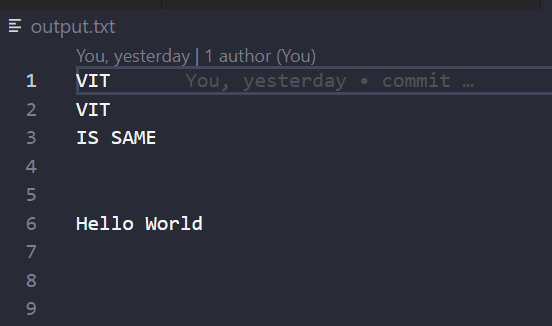 output.txt
You, yesterday | 1 author (You)
1 VIT You, yesterday • commit …
2 VIT
3 IS SAME
4
5
6 Hello World
7
8
9